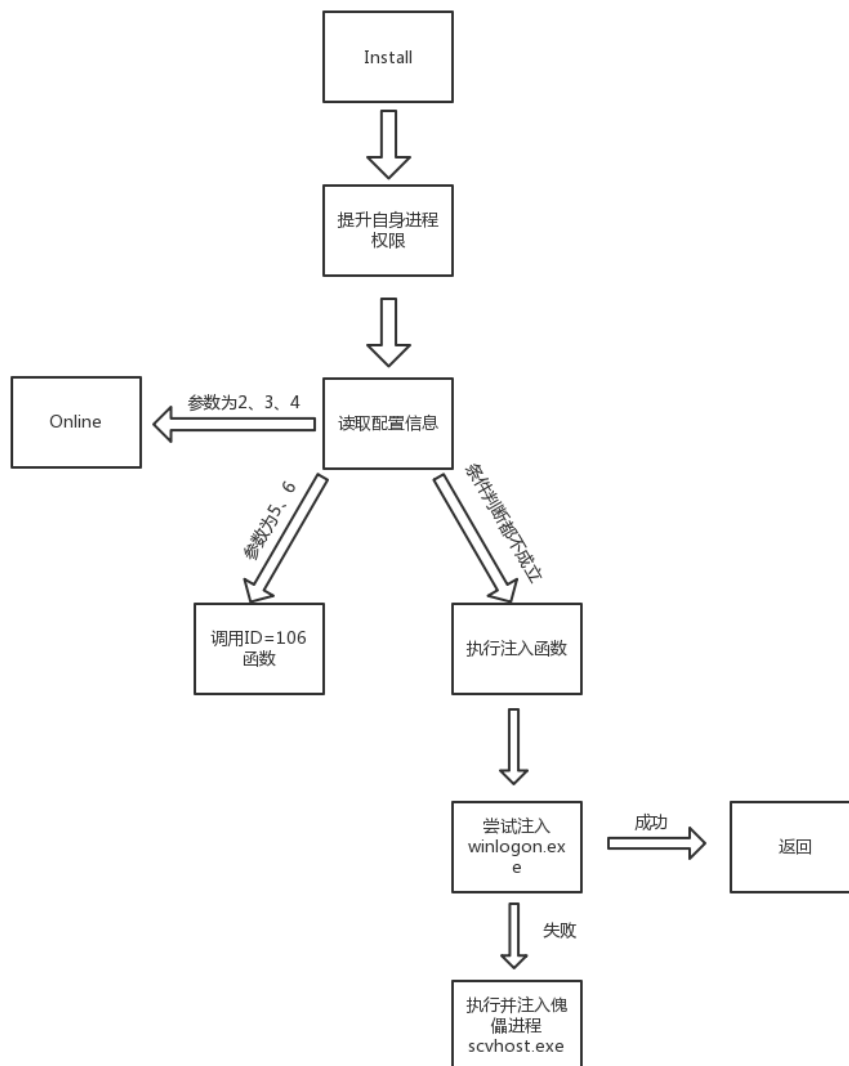 Install
提升自身进程
权限
Online
参数为2、3、4
读取配置信息
参数为5、6
条件判断都不成立
调用ID=106
函数
执行注入函数
尝试注入
winlogon.ex
e
成功
返回
失败
执行并注入傀
儡进程
scvhost.exe